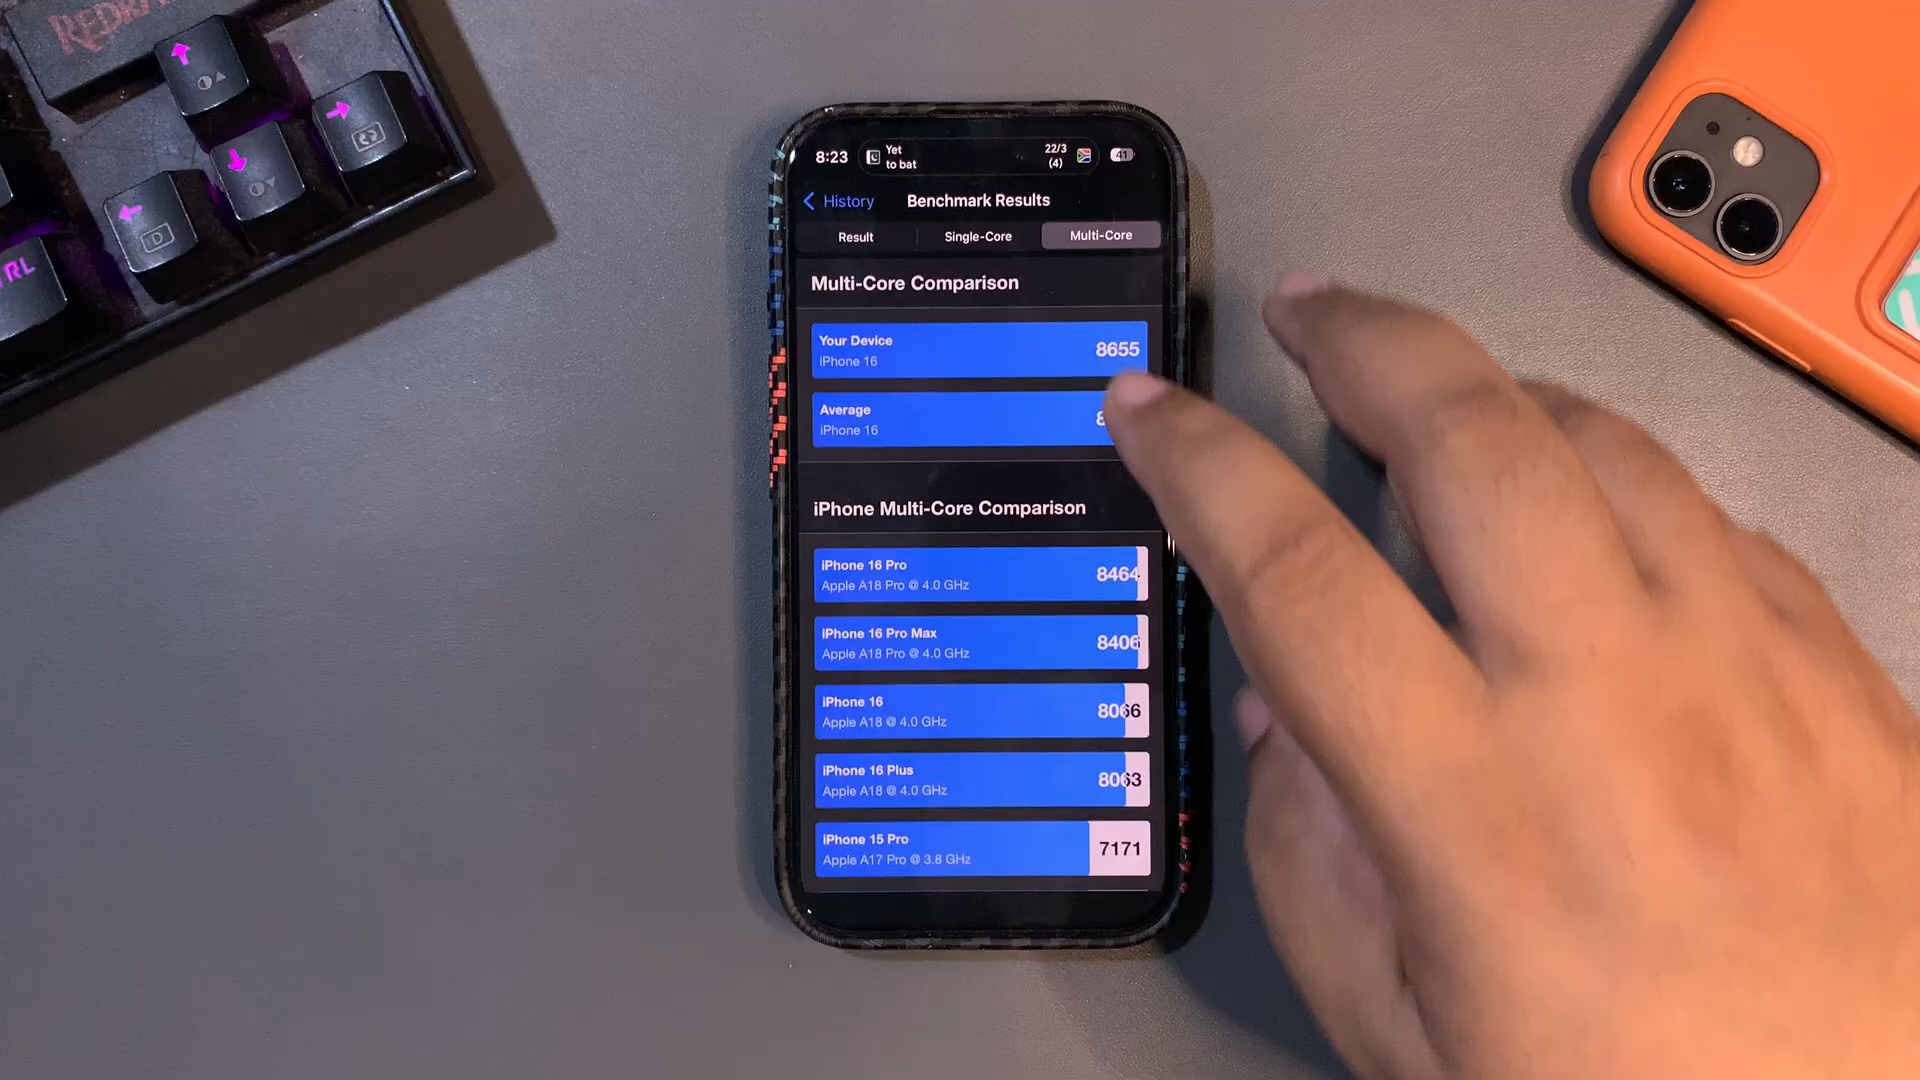 8:23
Yet
to bat
22/3
(4)
41
History
Benchmark Results
Result
Single-Core
Multi-Core
Multi-Core Comparison
Your Device
iPhone 16
8655
Average
iPhone 16
iPhone Multi-Core Comparison
iPhone 16 Pro
Apple A18 Pro @ 4.0 GHz
8464
iPhone 16 Pro Max
Apple A18 Pro @ 4.0 GHz
8406
iPhone 16
Apple A18 @ 4.0 GHz
8066
iPhone 16 Plus
Apple A18 @ 4.0 GHz
8063
iPhone 15 Pro
Apple A17 Pro @ 3.8 GHz
7171
D